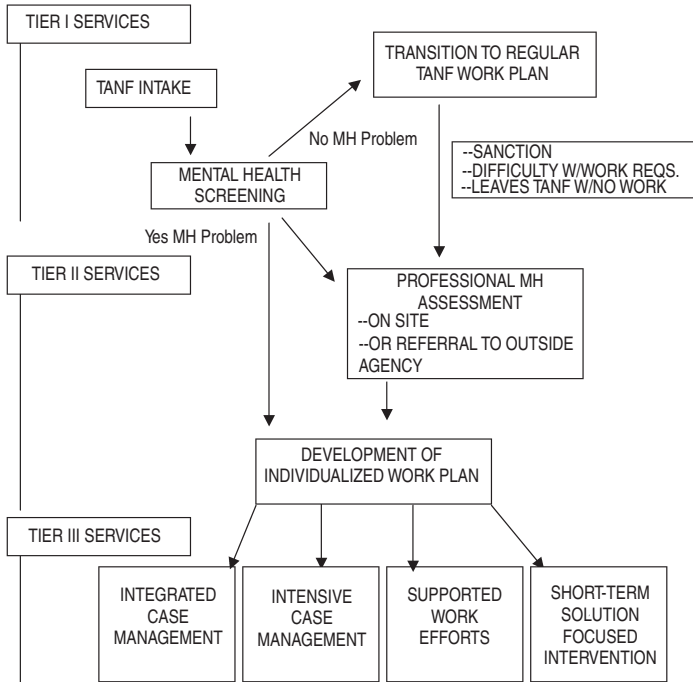 TIER I SERVICES
TRANSITION TO REGULAR
TANF WORK PLAN
TANF INTAKE
No MH Problem
--SANCTION
--DIFFICULTY W/WORK REQS.
--LEAVES TANF W/NO WORK
MENTAL HEALTH
SCREENING
Yes MH Problem
TIER II SERVICES
PROFESSIONAL MH
ASSESSMENT
--ON SITE
--OR REFERRAL TO OUTSIDE
AGENCY
DEVELOPMENT OF
INDIVIDUALIZED WORK PLAN
TIER III SERVICES
INTEGRATED
CASE
MANAGEMENT
INTENSIVE
CASE
MANAGEMENT
SUPPORTED
WORK
EFFORTS
SHORT-TERM
SOLUTION
FOCUSED
INTERVENTION